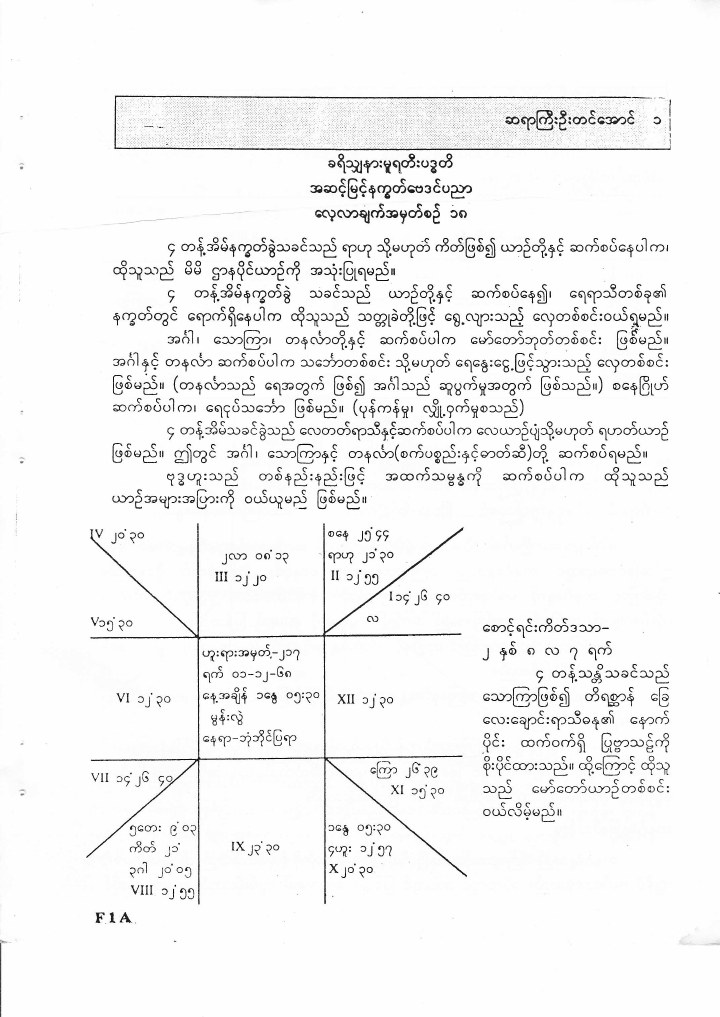 ဆရာကြီးဦးတင်အောင် ၁
ခရိသျှနားမူရတီးပဒ္ဓတိ
အဆင့်မြင့်နက္ခတ်ဗေဒင်ပညာ
လေ့လာချက်အမှတ်စဉ် ၁၈
၄ တန့်အိမ်နက္ခတ်ခွဲသခင်သည် ရာဟု သို့မဟုတ် ကိတ်ဖြစ်၍ ယာဉ်တို့နှင့် ဆက်စပ်နေပါက၊
ထိုသူသည် မိမိ ဌာနပိုင်ယာဉ်ကို အသုံးပြုရမည်။
၄ တန့်အိမ်နက္ခတ်ခွဲ သခင်သည် ယာဉ်တို့နှင့် ဆက်စပ်နေ၍၊ ရေရာသီတစ်ခု၏
နက္ခတ်တွင် ရောက်ရှိနေပါက ထိုသူသည် သတ္တုခဲတို့ဖြင့် ရွေ့လျားသည့် လှေတစ်စင်းဝယ်ရှိမည်။
အင်္ဂါ၊ သောကြာ၊ တနင်္လာတို့နှင့် ဆက်စပ်ပါက မော်တော်ဘုတ်တစ်စင်း ဖြစ်မည်။
အင်္ဂါနှင့် တနင်္လာ ဆက်စပ်ပါက သင်္ဘောတစ်စင်း သို့မဟုတ် ရေနွေးငွေ့ဖြင့်သွားသည့် လှေတစ်စင်း
ဖြစ်မည်။ (တနင်္လာသည် ရေအတွက် ဖြစ်၍ အင်္ဂါသည် ဆူပွက်မှုအတွက် ဖြစ်သည်။) စနေဂြိုဟ်
ဆက်စပ်ပါက၊ ရေငုပ်သင်္ဘော ဖြစ်မည်။ (ပုန်ကန်မှု၊ လျှို့ဝှက်မှုစသည်)
၄ တန့်အိမ်သခင်ခွဲသည် လေတတ်ရာသီနှင့်ဆက်စပ်ပါက လေယာဉ်ပျံသို့မဟုတ် ရဟတ်ယာဉ်
ဖြစ်မည်။ ဤတွင် အင်္ဂါ၊ သောကြာနှင့် တနင်္လာ(စက်ပစ္စည်းနှင့်ဓာတ်ဆီ)တို့ ဆက်စပ်ရမည်။
ဗုဒ္ဓဟူးသည် တစ်နည်းနည်းဖြင့် အထက်သမ္ဗန္ဓကို ဆက်စပ်ပါက ထိုသူသည်
ယာဉ်အများအပြားကို ဝယ်ယူမည် ဖြစ်မည်။
IV ၂၀်၃၀
V၁၅်၃၀
၂လာ ၀၈်၁၃
III ၁၂်၂၀
စနေ ၂၅်၄၄
ရာဟု ၂၁်၃၀
II ၁၂်၅၅
I ၁၄်၂၆ ၄၀
လ
VI ၁၂်၃၀
ဟူးရားအမှတ်-၂၁၇
ရက် ၀၁-၁၂-၆၈
နေ့အချိန် ၁နွေ ၀၅း၃၀
မွန်းလွဲ
နေရာ-ဘုံဘိုင်ပြရာ
XII ၁၂်၃၀
VII ၁၄်၂၆ ၄၀
၅တေး ၉်၀၃
ကိတ် ၂၁်
၃ဂါ ၂၀်၀၅
VIII ၁၂်၅၅
IX ၂၃်၃၀
ကြော ၂၆်၃၉
XI ၁၅်၃၀
၁နွေ ၀၅း၃၀
၄ဟူး ၁၂်၅၇
X ၂၀်၃၀
စောင့်ရင်းကိတ်ဒသာ-
၂ နှစ် ၈ လ ၇ ရက်
၄ တန့်သန္တိသခင်သည်
သောကြာဖြစ်၍ တိရစ္ဆာန် ခြေ
လေးချောင်းရာသီဓနု၏ နောက်
ပိုင်း ထက်ဝက်ရှိ ပြုဗ္ဗာသဠ်ကို
စိုးပိုင်ထားသည်။ ထို့ကြောင့် ထိုသူ
သည် မော်တော်ယာဉ်တစ်စင်း
ဝယ်လိမ့်မည်။
F1A